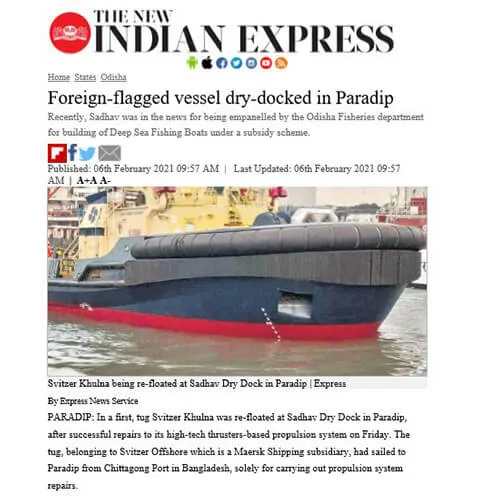 THE NEW
INDIAN EXPRESS
Home States Odisha
Foreign-flagged vessel dry-docked in Paradip
Recently, Sadhav was in the news for being empanelled by the Odisha Fisheries department
for building of Deep Sea Fishing Boats under a subsidy scheme.
Published: 06th February 2021 09:57 AM | Last Updated: 06th February 2021 09:57
AM | A+A A-
Svitzer Khulna being re-floated at Sadhav Dry Dock in Paradip | Express
By Express News Service
PARADIP: In a first, tug Svitzer Khulna was re-floated at Sadhav Dry Dock in Paradip,
after successful repairs to its high-tech thrusters-based propulsion system on Friday. The
tug, belonging to Svitzer Offshore which is a Maersk Shipping subsidiary, had sailed to
Paradip from Chittagong Port in Bangladesh, solely for carrying out propulsion system
repairs.